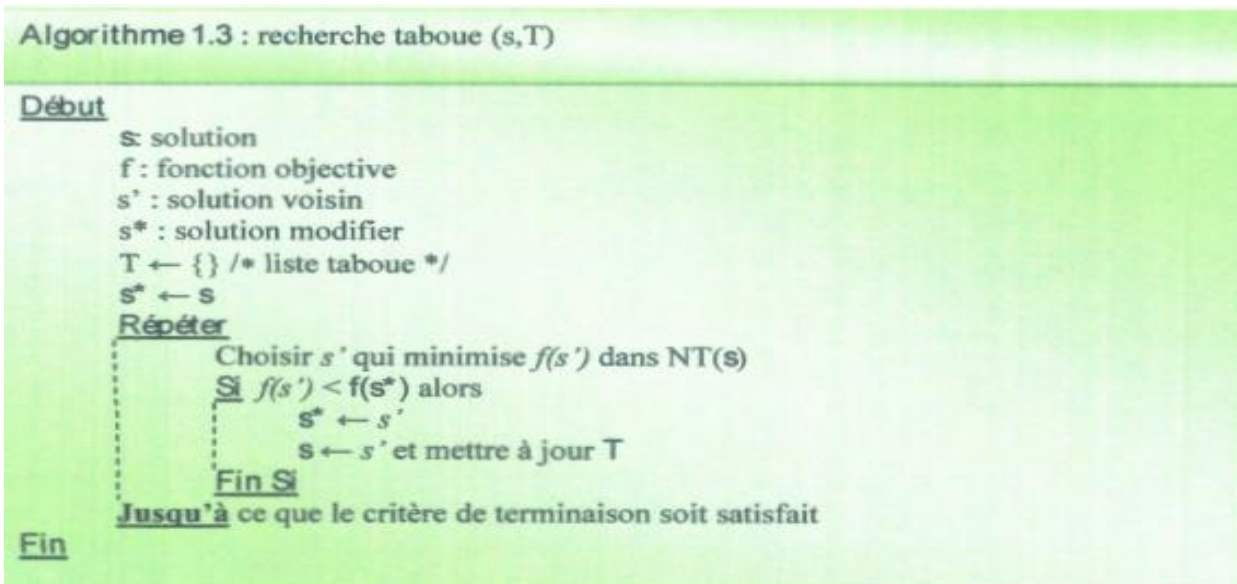 Algorithme 1.3 : recherche taboue (s,T)
Début
s: solution
f : fonction objective
s' : solution voisin
s* : solution modifier
T ← {} /* liste taboue */
s* ← s
Répéter
Choisir s' qui minimise f(s') dans NT(s)
Si f(s') < f(s*) alors
s* ← s'
s ← s' et mettre à jour T
Fin Si
Jusqu'à ce que le critère de terminaison soit satisfait
Fin